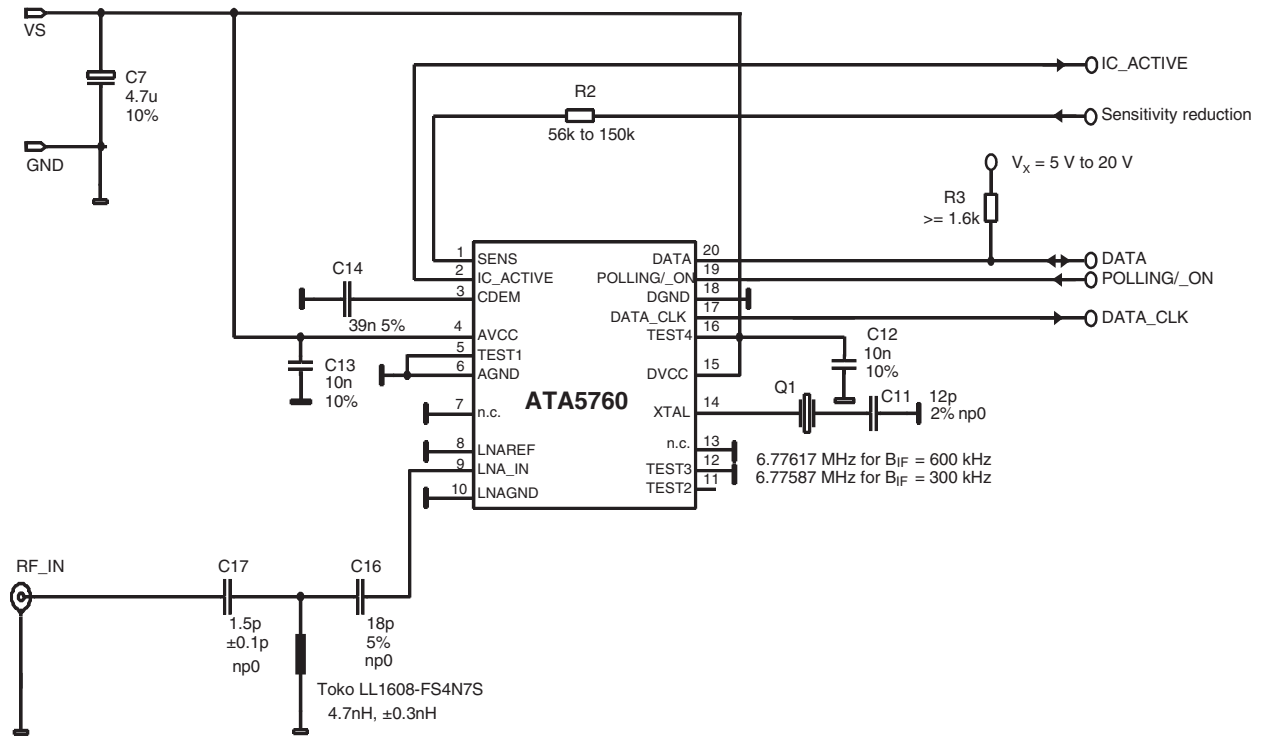 VS
C7
4.7u
10%
GND
IC_ACTIVE
R2
56k to 150k
Sensitivity reduction
VX = 5 V to 20 V
R3
>= 1.6k
C14
39n 5%
C13
10n
10%
1 SENS
2 IC_ACTIVE
3 CDEM
4 AVCC
5 TEST1
6 AGND
7 n.c.
8 LNAREF
9 LNA_IN
10 LNAGND
ATA5760
DATA 20
POLLING/_ON 19
DGND 18
DATA_CLK 17
TEST4 16
DVCC 15
XTAL 14
n.c. 13
TEST3 12
TEST2 11
DATA
POLLING/_ON
DATA_CLK
C12
10n
10%
Q1
C11
12p
2% np0
6.77617 MHz for BIF = 600 kHz
6.77587 MHz for BIF = 300 kHz
RF_IN
C17
1.5p
±0.1p
np0
C16
18p
5%
np0
Toko LL1608-FS4N7S
4.7nH, ±0.3nH